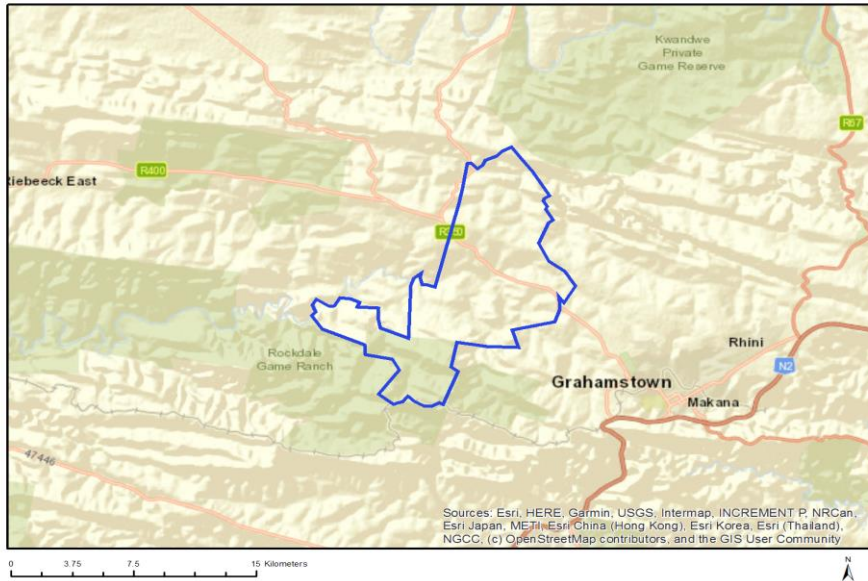 Kwandwe
Private
Game Reserve
R67
R400
Riebeeck East
R350
Rockdale
Game Ranch
Rhini
N2
Grahamstown
Makana
47446
Sources: Esri, HERE, Garmin, USGS, Intermap, INCREMENT P, NRCan,
Esri Japan, METI, Esri China (Hong Kong), Esri Korea, Esri (Thailand),
NGCC, (c) OpenStreetMap contributors, and the GIS User Community
0 3.75 7.5 15 Kilometers
N